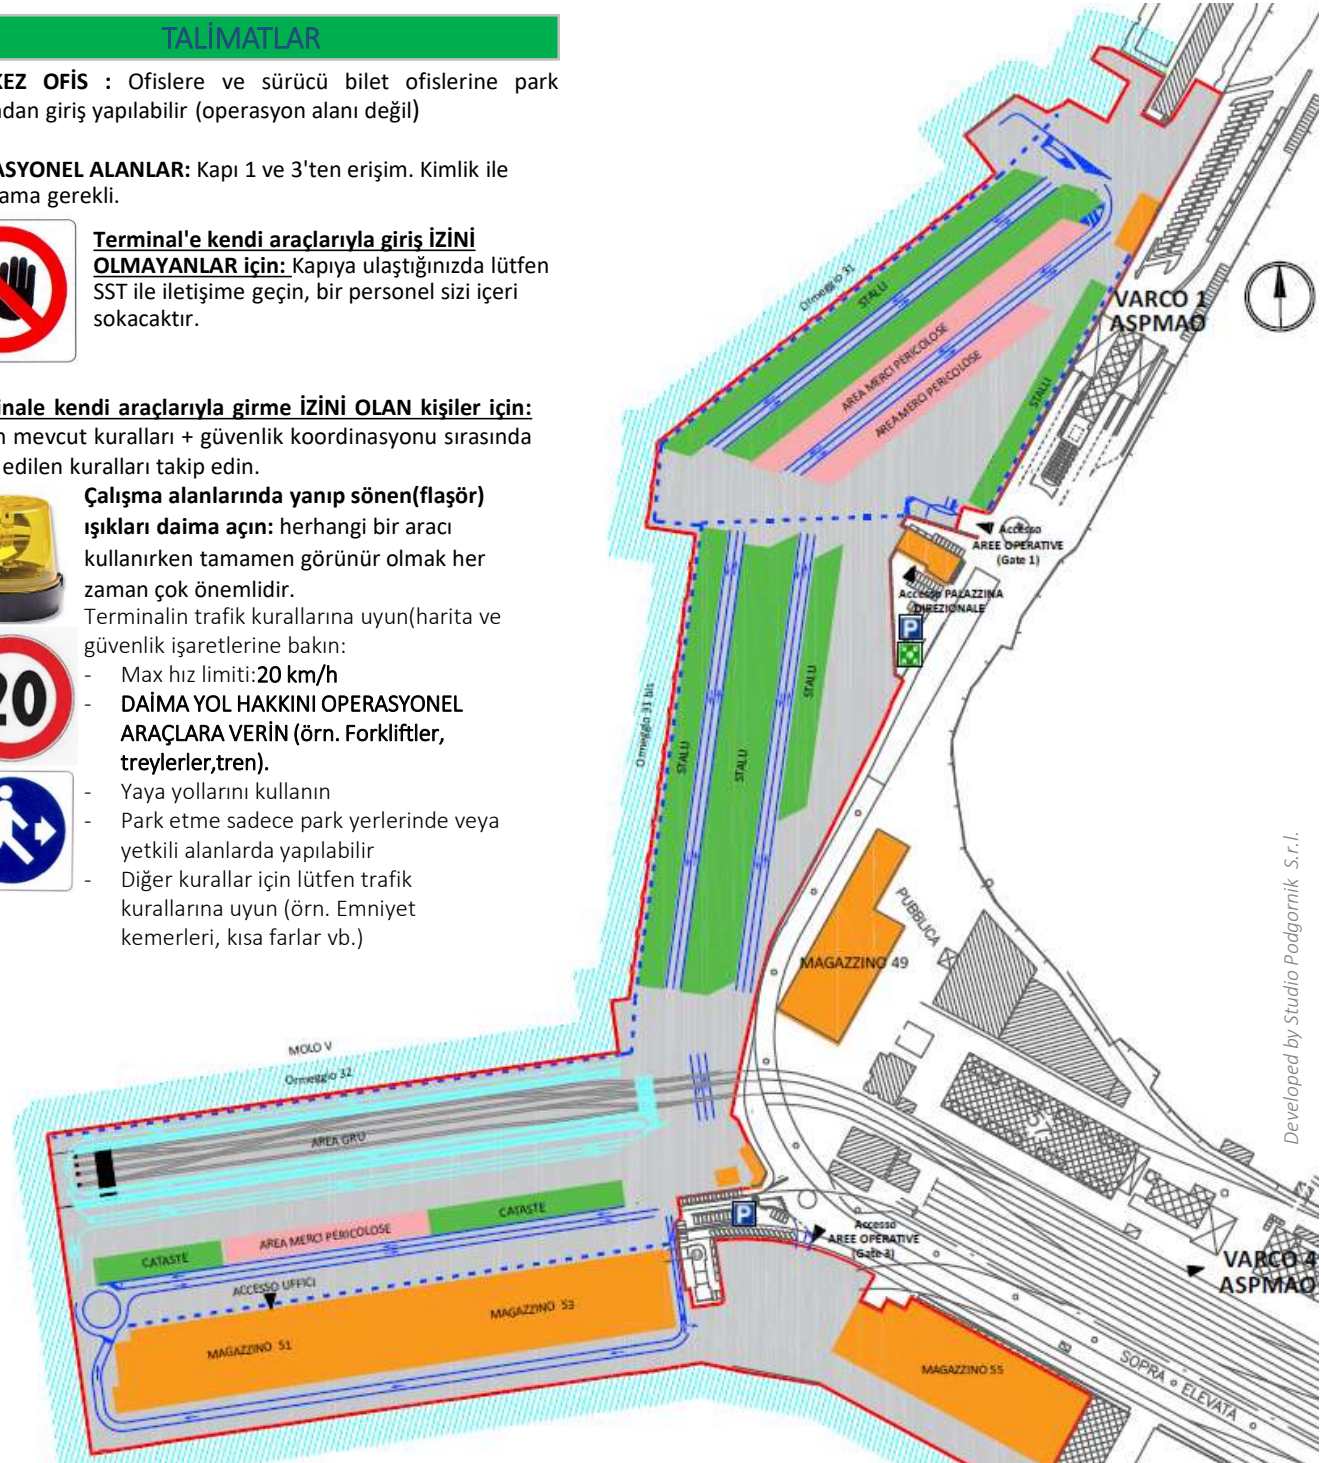 TALİMATLAR
KEZ OFİS : Ofislere ve sürücü bilet ofislerine park
ndan giriş yapılabilir (operasyon alanı değil)
ASYONEL ALANLAR: Kapı 1 ve 3'ten erişim. Kimlik ile
ama gerekli.
Terminal'e kendi araçlarıyla giriş İZİNİ
OLMAYANLAR için: Kapıya ulaştığınızda lütfen
SST ile iletişime geçin, bir personel sizi içeri
sokacaktır.
inale kendi araçlarıyla girme İZİNİ OLAN kişiler için:
n mevcut kuralları + güvenlik koordinasyonu sırasında
edilen kuralları takip edin.
Çalışma alanlarında yanıp sönen(flaşör)
ışıkları daima açın: herhangi bir aracı
kullanırken tamamen görünür olmak her
zaman çok önemlidir.
Terminalin trafik kurallarına uyun(harita ve
güvenlik işaretlerine bakın:
- Max hız limiti:20 km/h
- DAİMA YOL HAKKINI OPERASYONEL
ARAÇLARA VERİN (örn. Forkliftler,
treylerler,tren).
- Yaya yollarını kullanın
- Park etme sadece park yerlerinde veya
yetkili alanlarda yapılabilir
- Diğer kurallar için lütfen trafik
kurallarına uyun (örn. Emniyet
kemerleri, kısa farlar vb.)
20
Ormeggio 31
STALLI
AREA MERCI PERICOLOSE
AREA MERCI PERICOLOSE
STALLI
VARCO 1
ASPMAO
Accesso
AREE OPERATIVE
(Gate 1)
Accesso PALAZZINA
DIREZIONALE
P
Ormeggio 31 bis
STALLI
STALLI
STALLI
MAGAZZINO 49
PUBBLICA
57
MOLO V
Ormeggio 32
AREA GRU
CATASTE
AREA MERCI PERICOLOSE
CATASTE
ACCESSO UFFICI
MAGAZZINO 51
MAGAZZINO 53
P
Accesso
AREE OPERATIVE
(Gate 3)
VARCO 4
ASPMAO
MAGAZZINO 55
SOPRA ELEVATA
Developed by Studio Podgornik S.r.l.